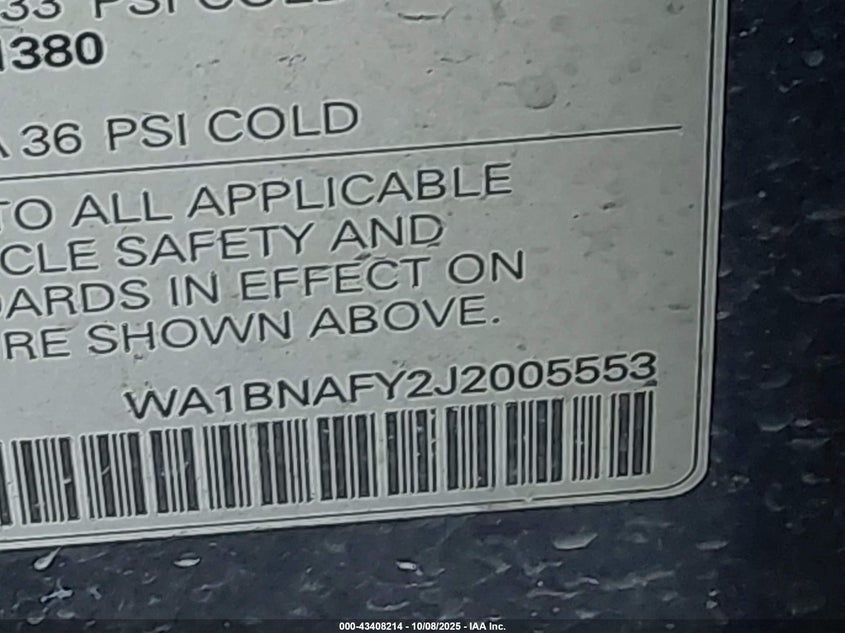 33 PSI COLD
1380
A 36 PSI COLD
TO ALL APPLICABLE
CLE SAFETY AND
DARDS IN EFFECT ON
RE SHOWN ABOVE.
WA1BNAFY2J2005553
000-43408214 - 10/08/2025 - IAA Inc.